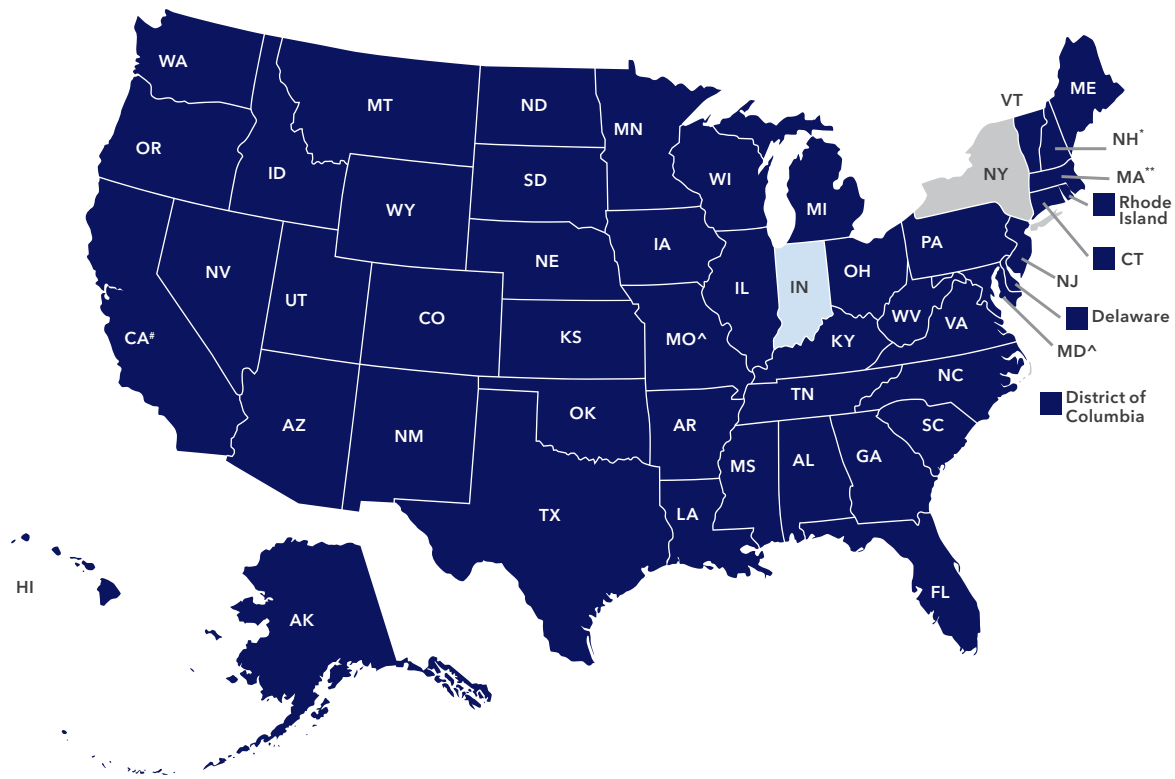 WA
ME
VT
MT
ND
MN
NH*
OR
ID
SD
WI
NY
MA**
MI
Rhode
Island
WY
IA
PA
NE
CT
NV
OH
NJ
UT
IL
IN
CO
WV
VA
Delaware
CA#
KS
MO^
KY
MD^
NC
TN
District of
Columbia
OK
AZ
NM
AR
SC
MS
AL
GA
TX
LA
HI
FL
AK